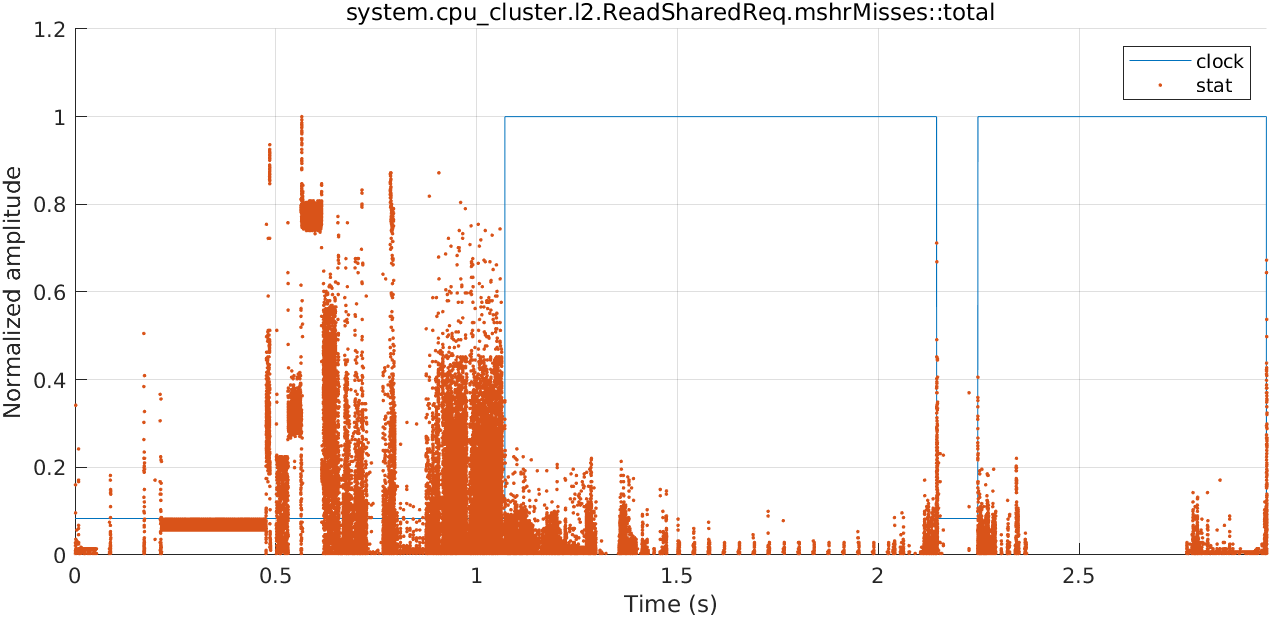 system.cpu_cluster.l2.ReadSharedReq.mshrMisses::total
1.2
1
0.8
0.6
0.4
0.2
0
Normalized amplitude
clock
stat
0 0.5 1 1.5 2 2.5
Time (s)